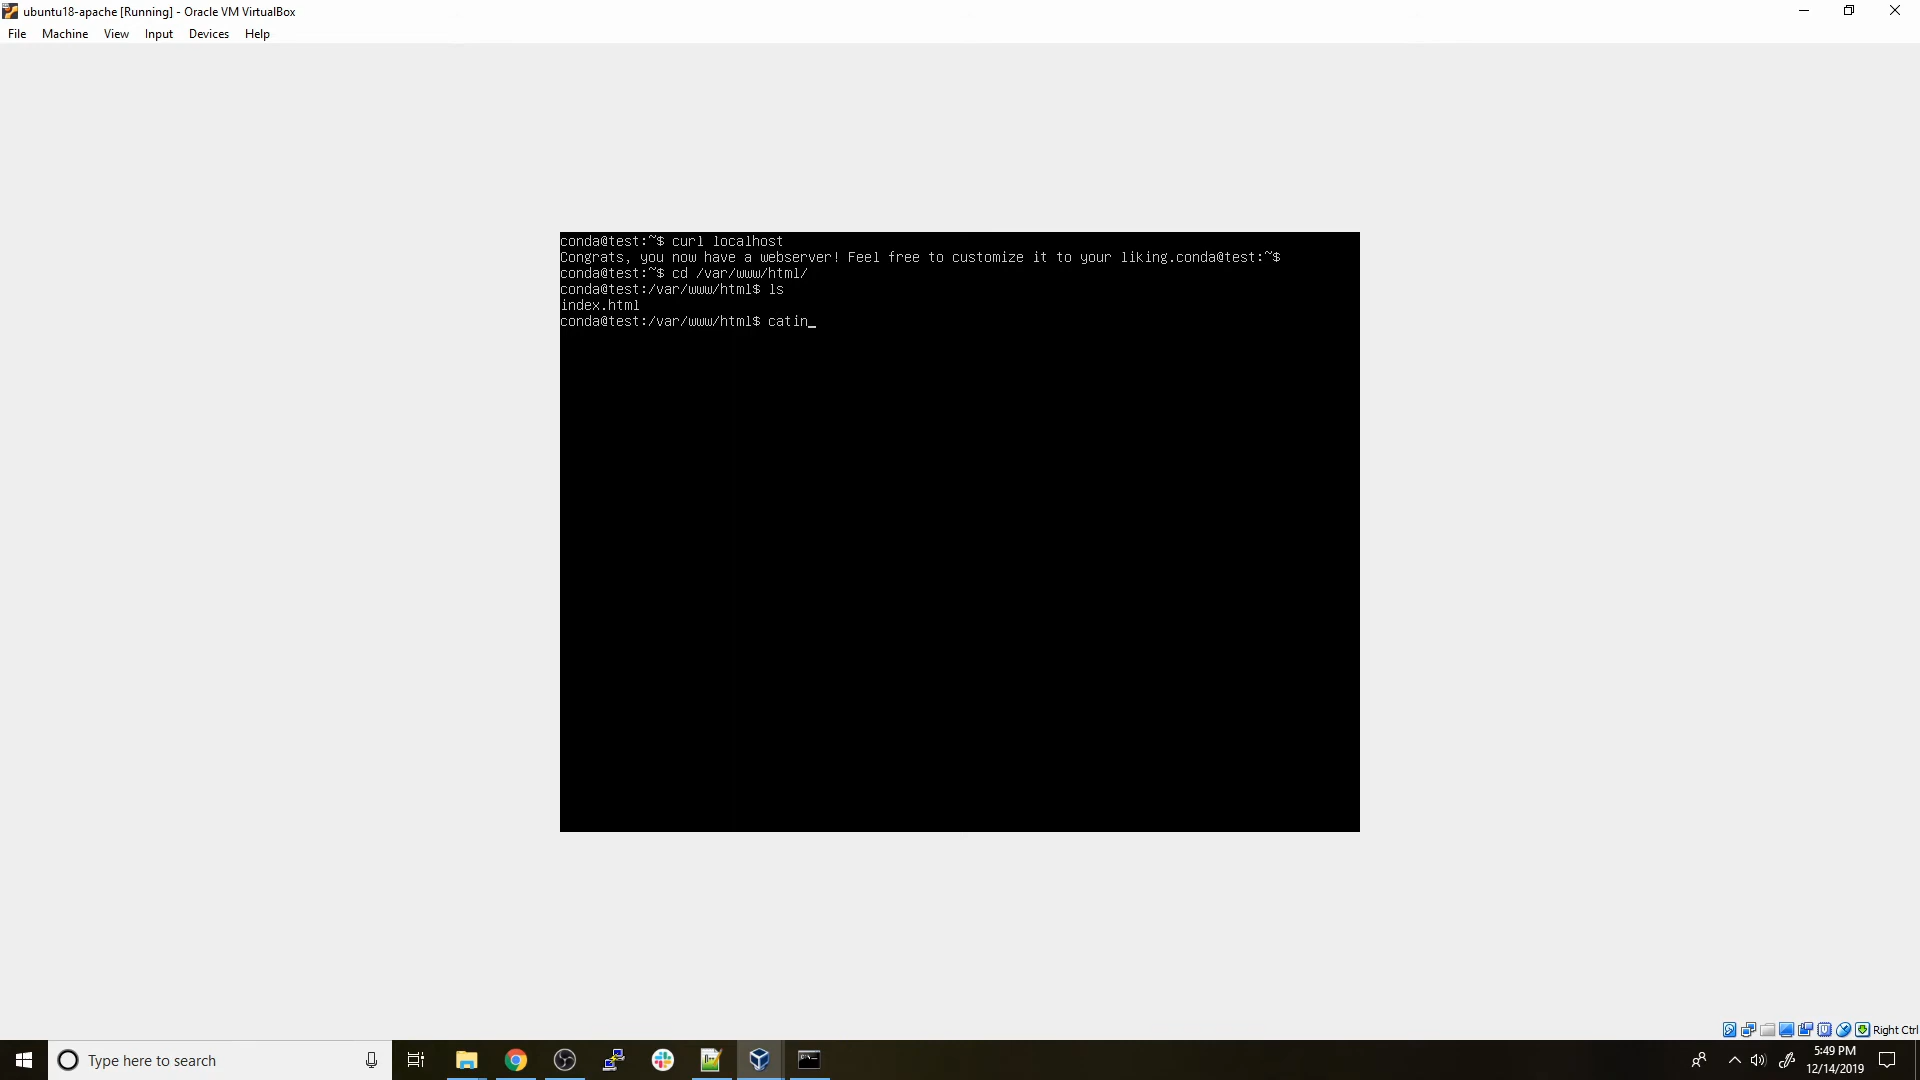 ubuntu18-apache [Running] - Oracle VM VirtualBox
File Machine View Input Devices Help
conda@test:~$ curl localhost
Congrats, you now have a webserver! Feel free to customize it to your liking.conda@test:~$
conda@test:~$ cd /var/www/html/
conda@test:/var/www/html$ ls
index.html
conda@test:/var/www/html$ catin_
Right Ctrl
Type here to search
5:49 PM
12/14/2019